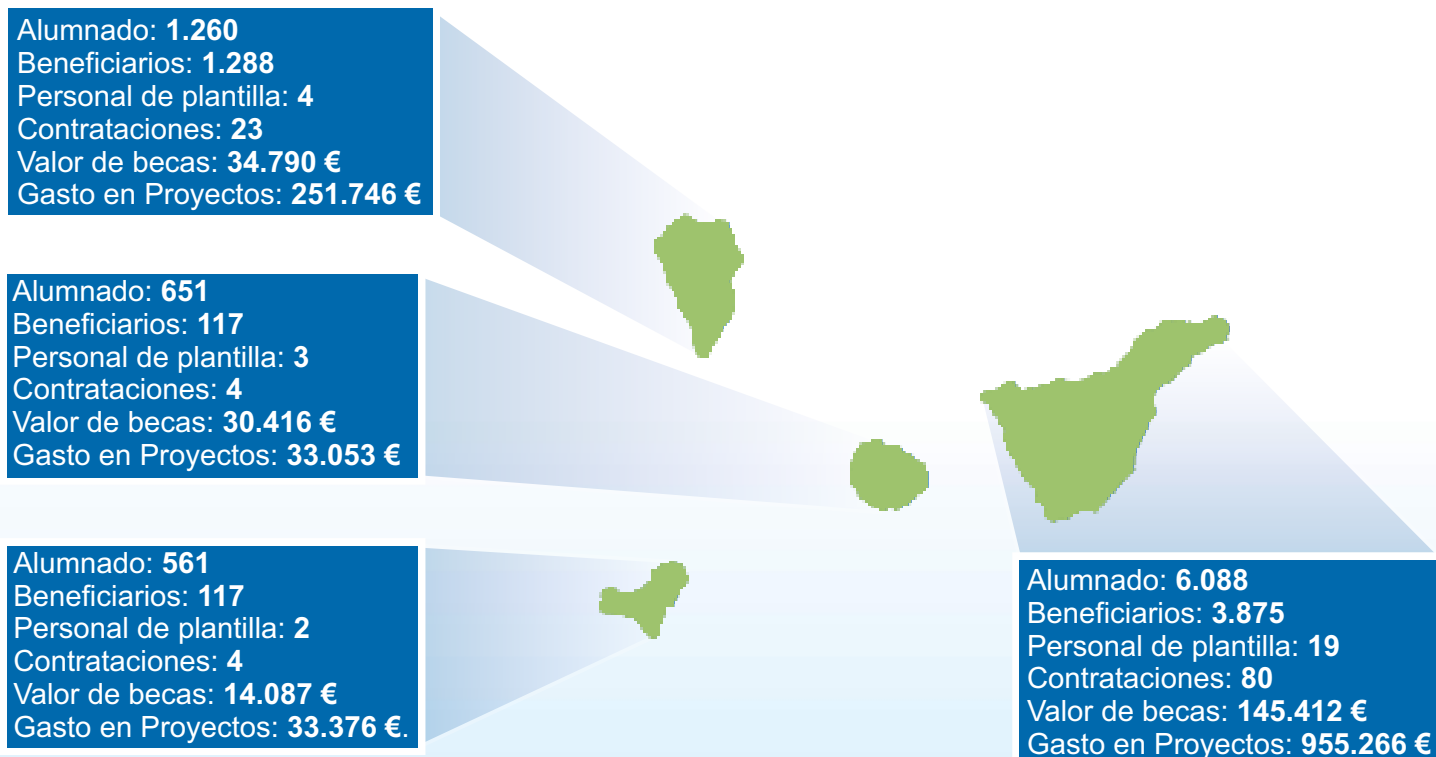 Alumnado: 1.260
Beneficiarios: 1.288
Personal de plantilla: 4
Contrataciones: 23
Valor de becas: 34.790 €
Gasto en Proyectos: 251.746 €
Alumnado: 651
Beneficiarios: 117
Personal de plantilla: 3
Contrataciones: 4
Valor de becas: 30.416 €
Gasto en Proyectos: 33.053 €
Alumnado: 561
Beneficiarios: 117
Personal de plantilla: 2
Contrataciones: 4
Valor de becas: 14.087 €
Gasto en Proyectos: 33.376 €.
Alumnado: 6.088
Beneficiarios: 3.875
Personal de plantilla: 19
Contrataciones: 80
Valor de becas: 145.412 €
Gasto en Proyectos: 955.266 €